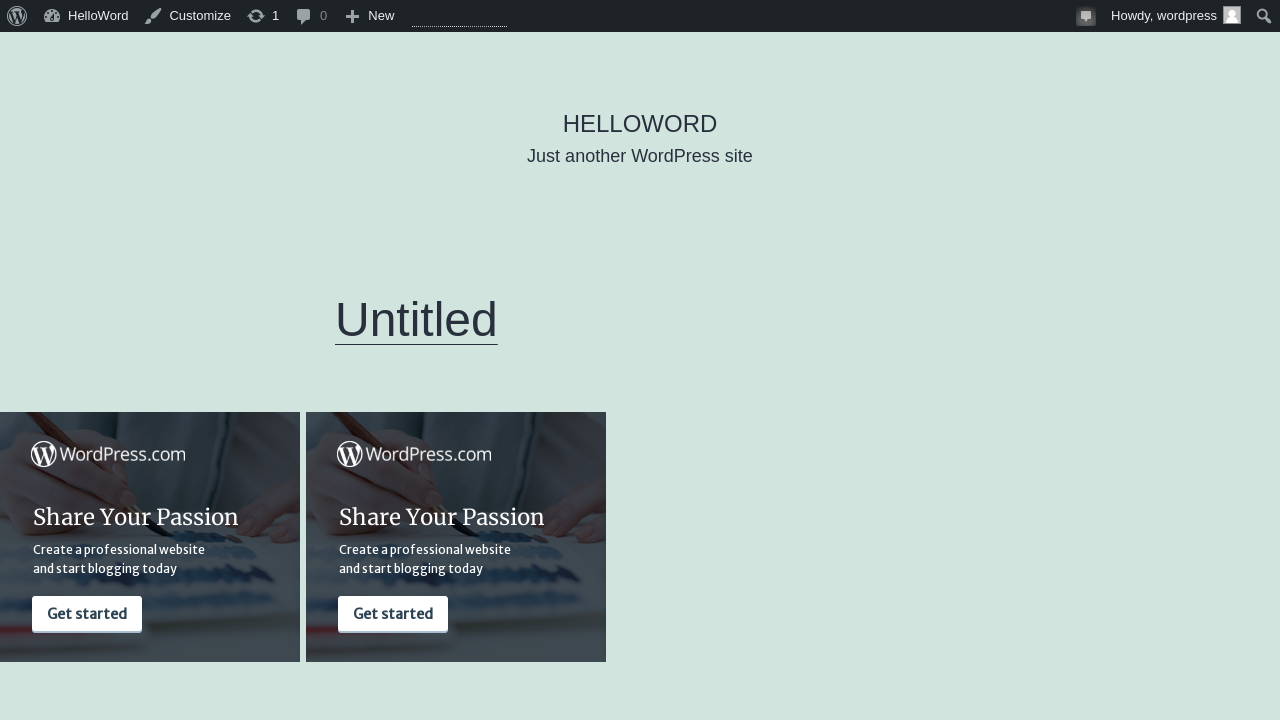 HelloWord Customize 1 0 New Howdy, wordpress
HELLOWORD
Just another WordPress site
Untitled
WordPress.com WordPress.com
Share Your Passion Share Your Passion
Create a professional website Create a professional website
and start blogging today and start blogging today
Get started Get started